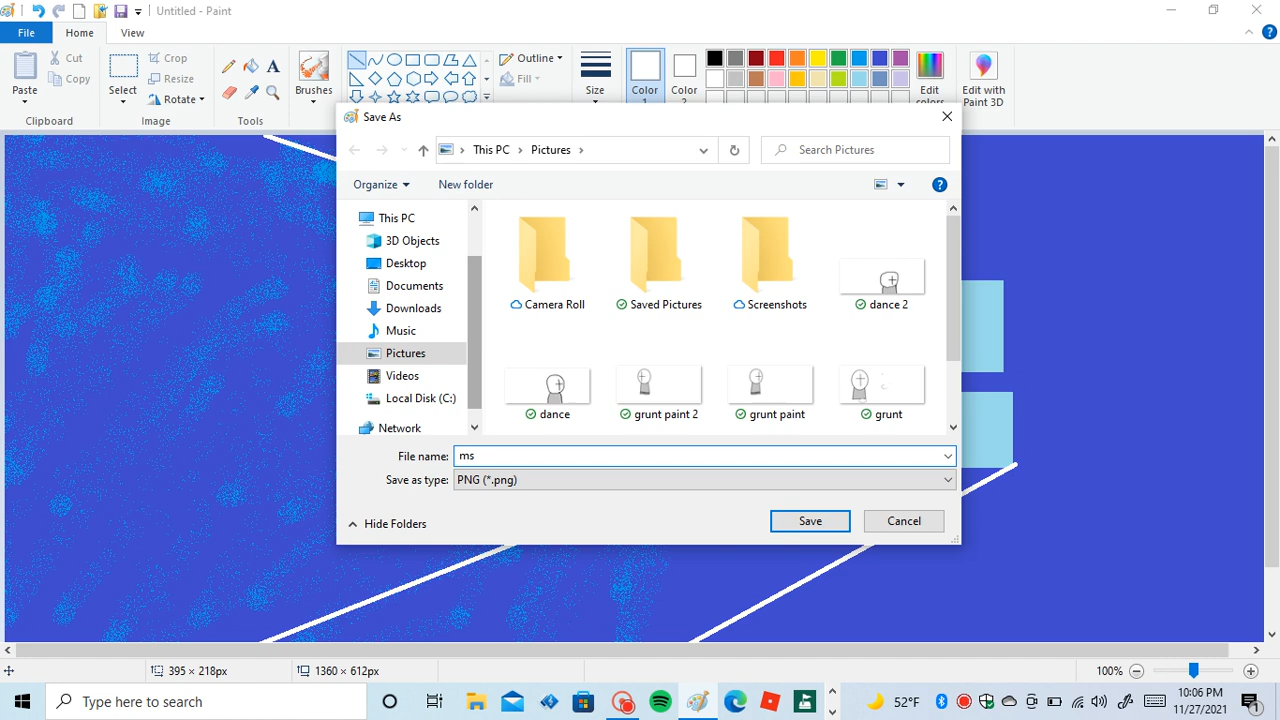 Untitled - Paint
File
Home
View
Paste
Cut
Copy
Clipboard
Select
Crop
Resize
Rotate
Image
Tools
A
Brushes
Outline
Fill
Size
Color
1
Color
2
Edit
colors
Edit with
Paint 3D
Save As
This PC
Pictures
Search Pictures
Organize
New folder
This PC
3D Objects
Desktop
Documents
Downloads
Music
Pictures
Videos
Local Disk (C:)
Network
Camera Roll
Saved Pictures
Screenshots
dance 2
dance
grunt paint 2
grunt paint
grunt
File name: ms
Save as type: PNG (*.png)
Hide Folders
Save
Cancel
395 × 218px
1360 × 612px
100%
Type here to search
52°F
10:06 PM
11/27/2021
1